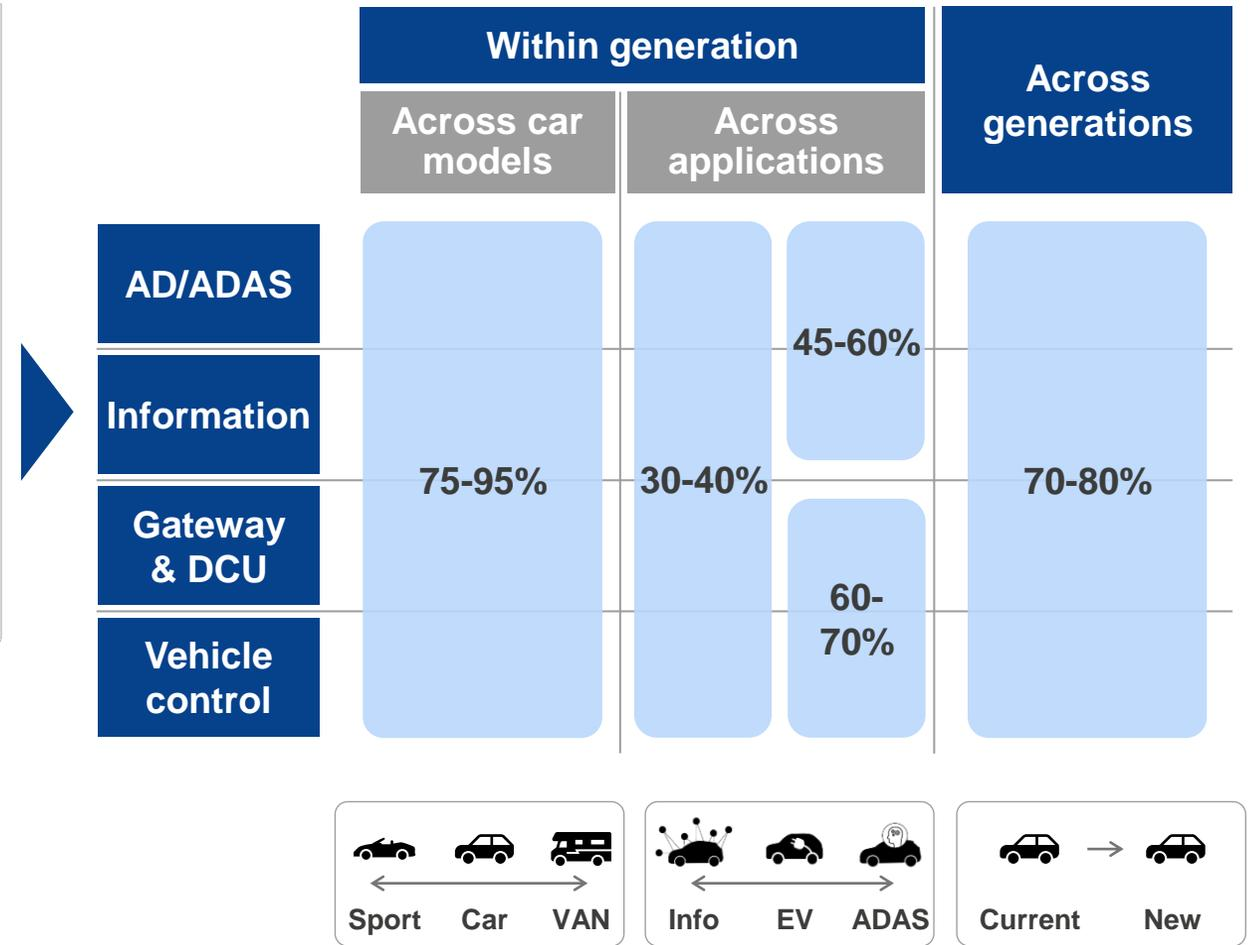 Within generation
Across
generations
Across car
models
Across
applications
AD/ADAS
Information
Gateway
& DCU
Vehicle
control
75-95%
30-40%
45-60%
60-
70%
70-80%
Sport Car VAN
Info EV ADAS
Current New